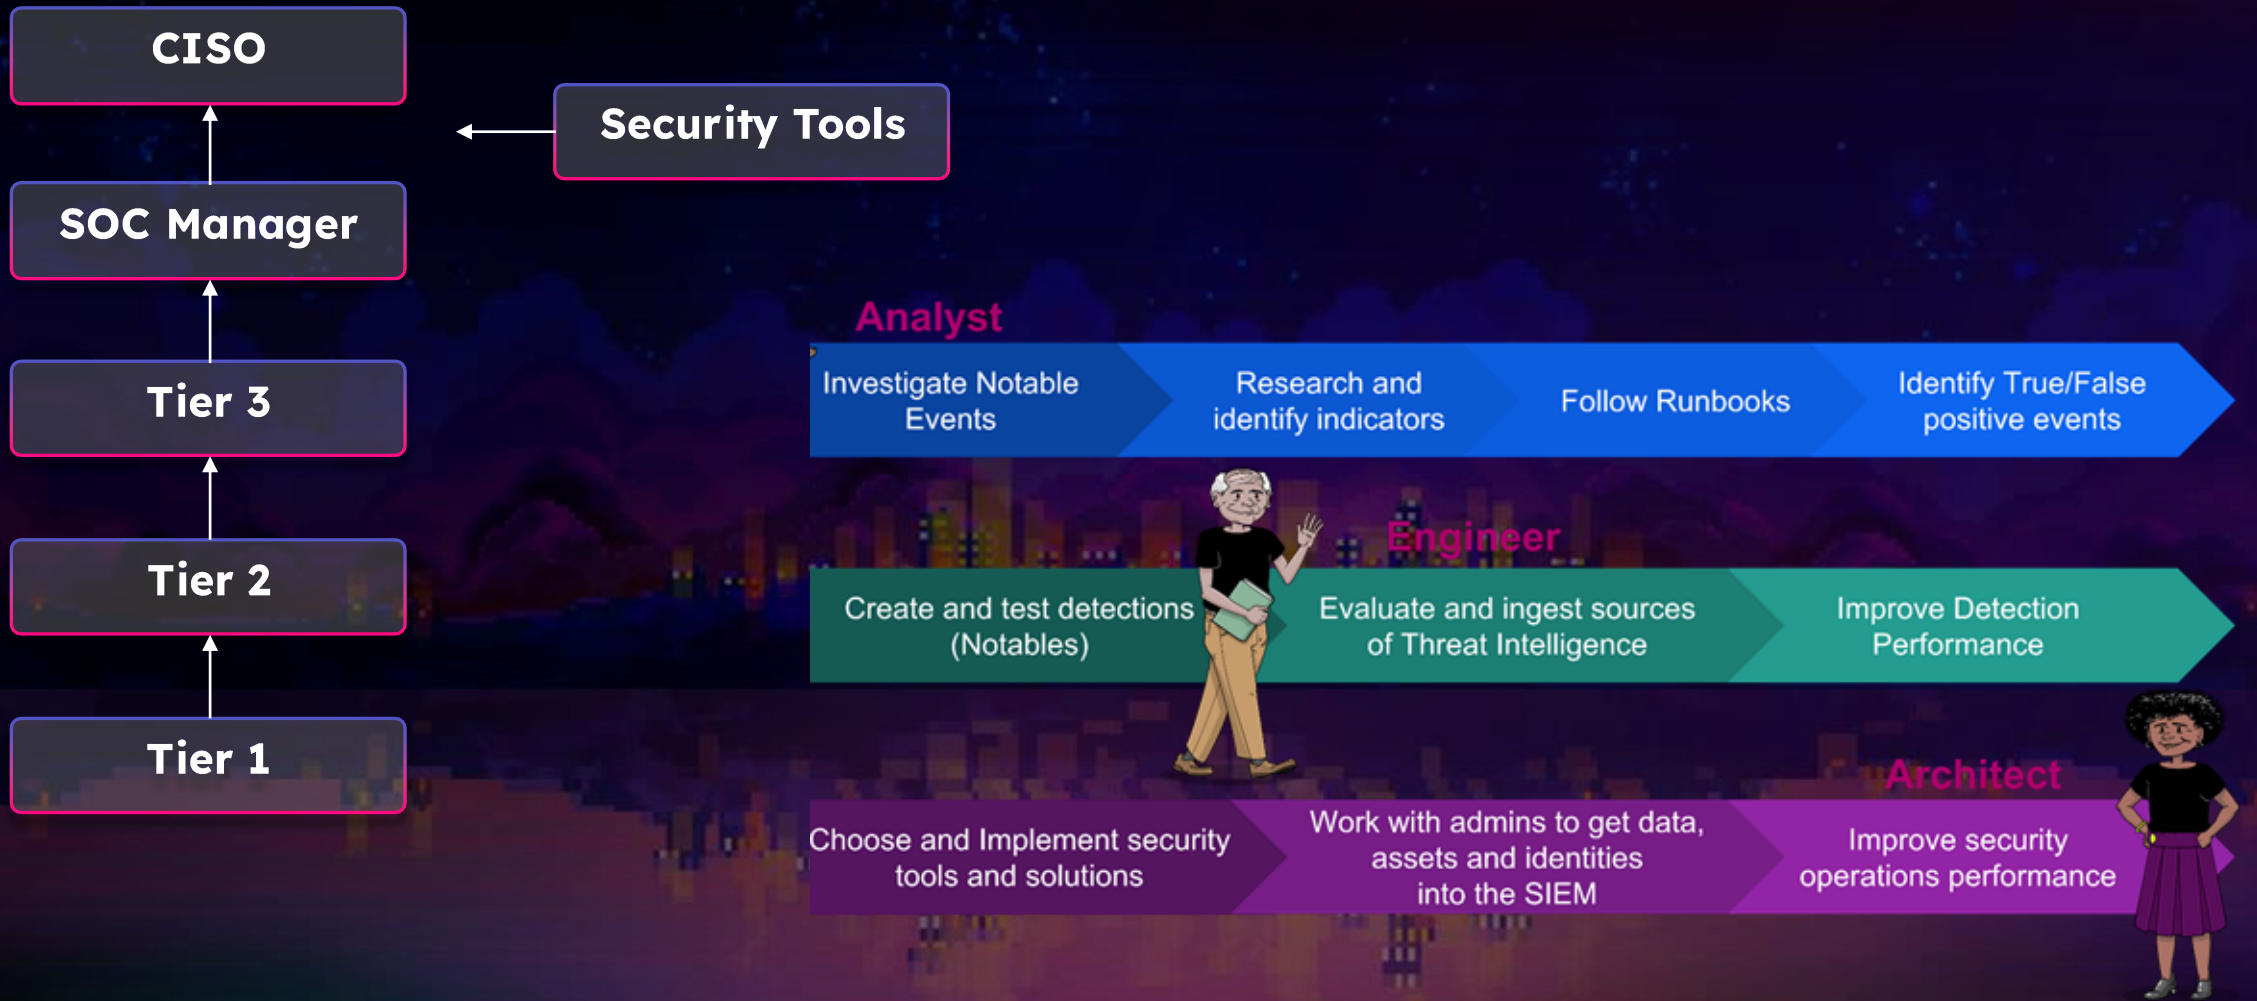 CISO
Security Tools
SOC Manager
Tier 3
Tier 2
Tier 1
Analyst
Investigate Notable
Events
Research and
identify indicators
Follow Runbooks
Identify True/False
positive events
Engineer
Create and test detections
(Notables)
Evaluate and ingest sources
of Threat Intelligence
Improve Detection
Performance
Architect
Choose and Implement security
tools and solutions
Work with admins to get data,
assets and identities
into the SIEM
Improve security
operations performance